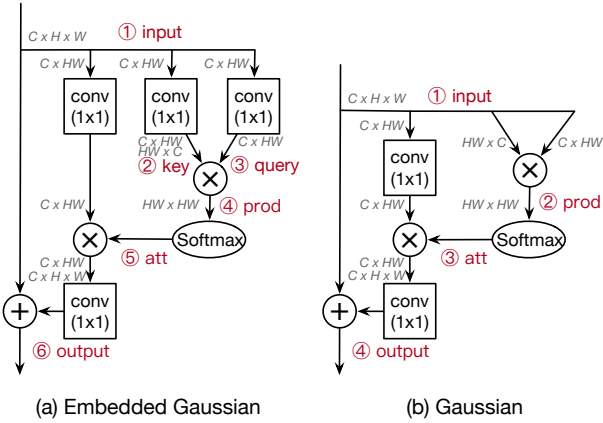 C x H x W
① input
C x HW
C x HW
C x HW
conv
(1x1)
conv
(1x1)
conv
(1x1)
C x HW
HW x C
C x HW
② key
③ query
×
HW x HW
④ prod
C x HW
×
Softmax
⑤ att
C x HW
C x H x W
conv
(1x1)
+
⑥ output
(a) Embedded Gaussian
C x H x W
① input
C x HW
HW x C
C x HW
conv
(1x1)
×
C x HW
HW x HW
② prod
×
Softmax
③ att
C x HW
C x H x W
conv
(1x1)
+
④ output
(b) Gaussian